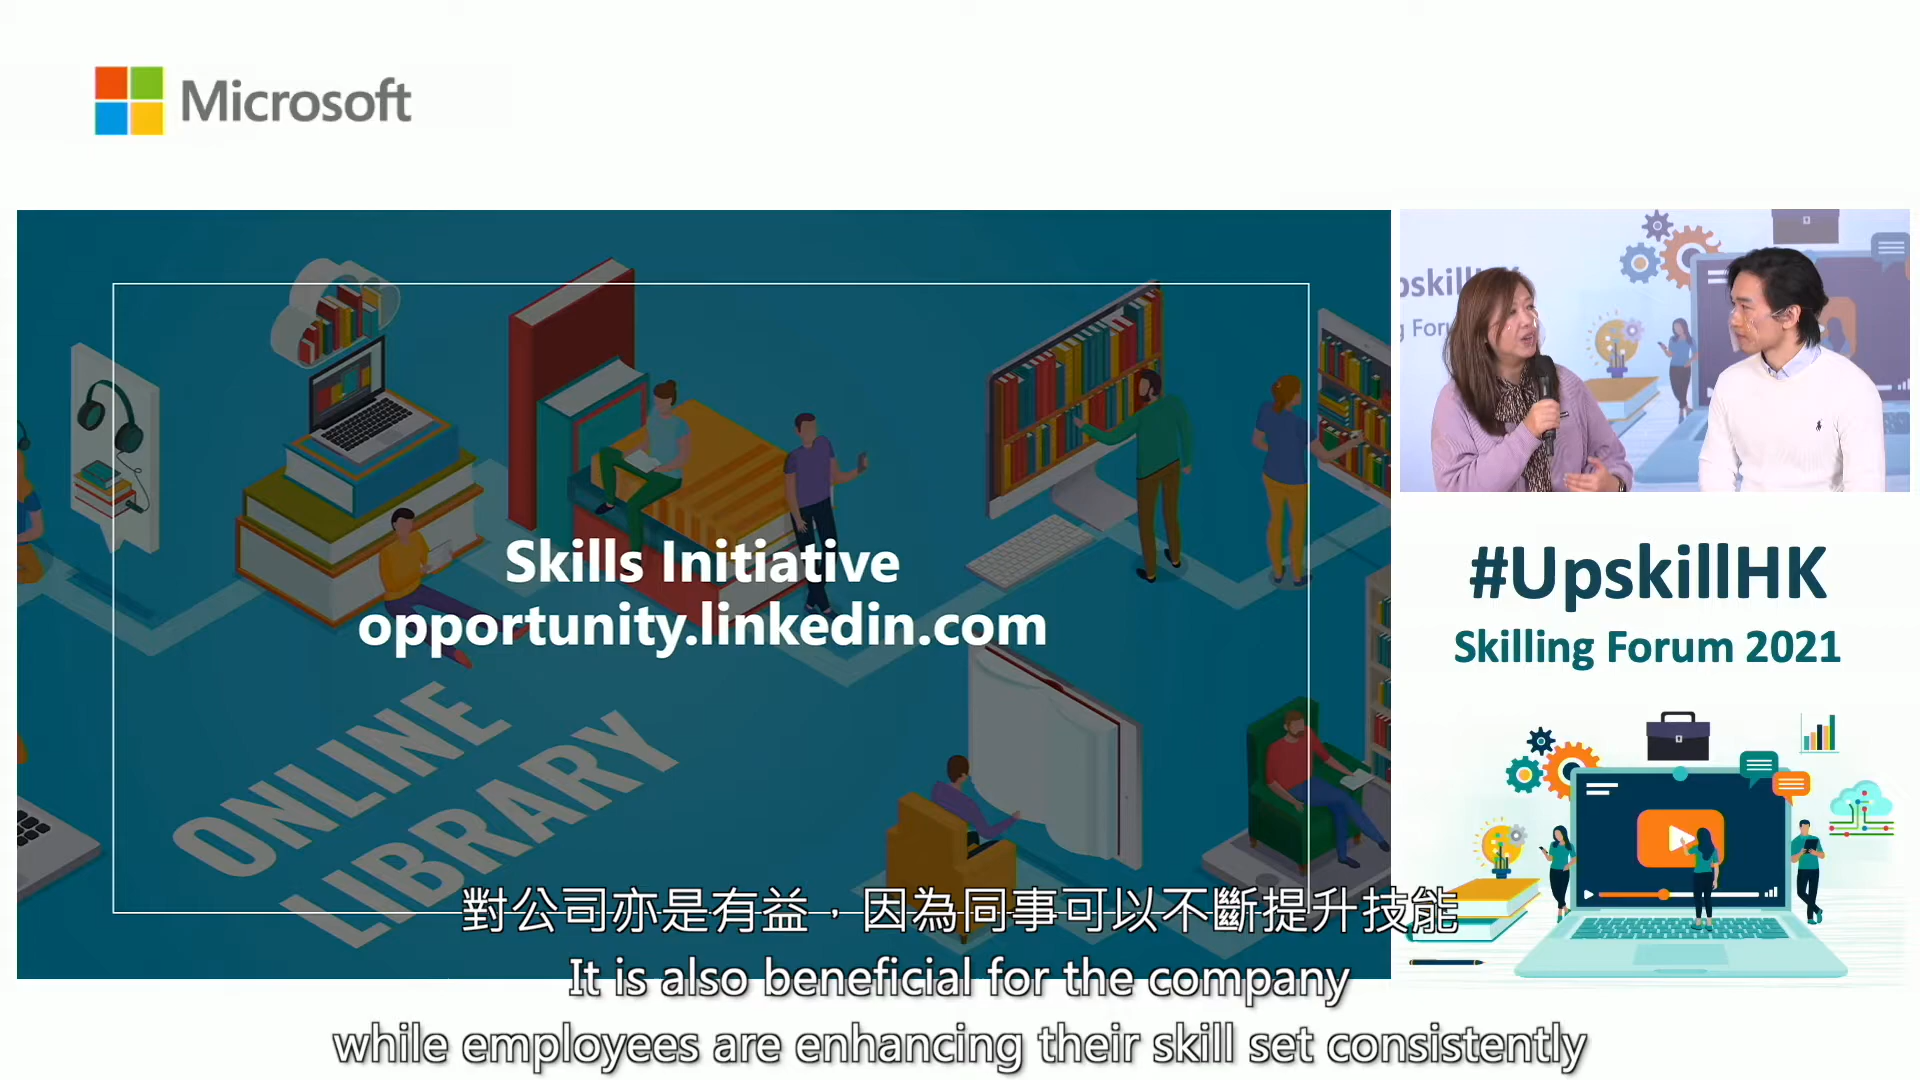 Microsoft
Skills Initiative
opportunity.linkedin.com
ONLINE
LIBRARY
#UpskillHK
Skilling Forum 2021
對公司亦是有益，因為同事可以不斷提升技能
It is also beneficial for the company
while employees are enhancing their skill set consistently